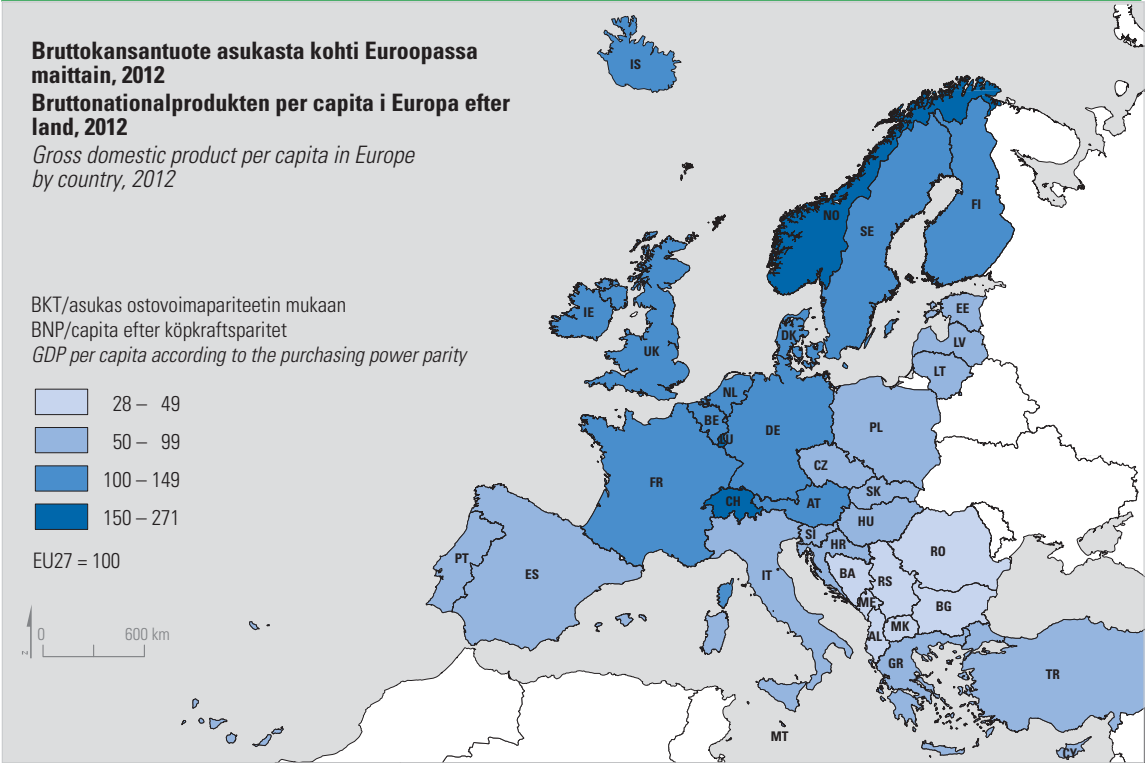 Bruttokansantuote asukasta kohti Euroopassa
maittain, 2012
Bruttonationalprodukten per capita i Europa efter
land, 2012
Gross domestic product per capita in Europe
by country, 2012
BKT/asukas ostovoimapariteetin mukaan
BNP/capita efter köpkraftsparitet
GDP per capita according to the purchasing power parity
28 – 49
50 – 99
100 – 149
150 – 271
EU27 = 100
0 600 km
z
IS
NO
SE
FI
EE
LV
LT
IE
UK
DK
NL
BE
LU
DE
PL
CZ
SK
FR
CH
AT
HU
SI
HR
RO
PT
ES
IT
BA
RS
ME
BG
MK
AL
GR
TR
MT
CY